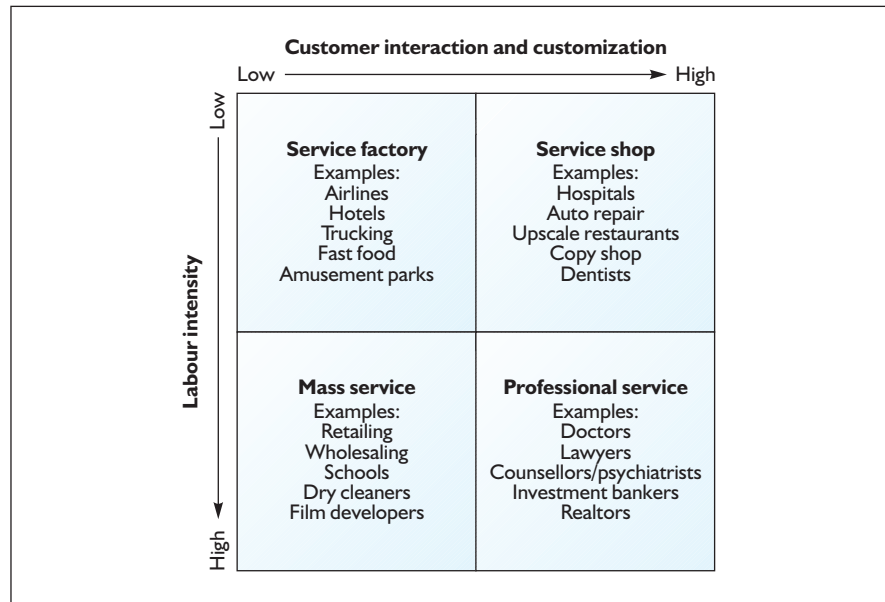 Customer interaction and customization
Low
High
Labour intensity
Low
High
Service factory
Examples:
Airlines
Hotels
Trucking
Fast food
Amusement parks
Service shop
Examples:
Hospitals
Auto repair
Upscale restaurants
Copy shop
Dentists
Mass service
Examples:
Retailing
Wholesaling
Schools
Dry cleaners
Film developers
Professional service
Examples:
Doctors
Lawyers
Counsellors/psychiatrists
Investment bankers
Realtors